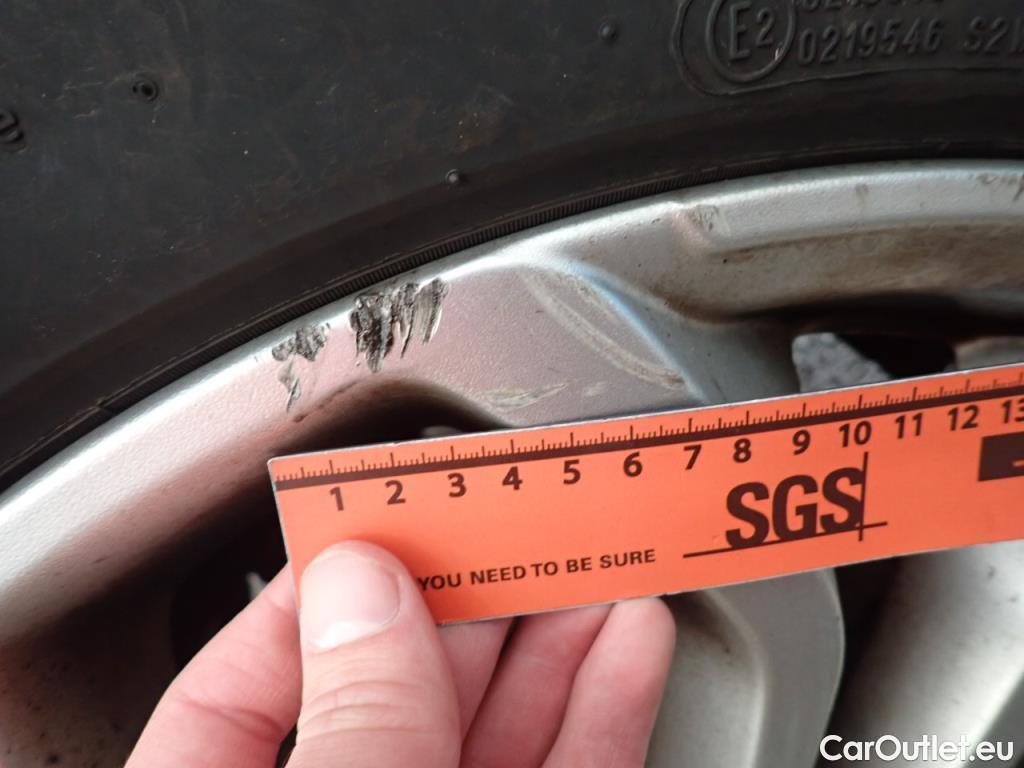 E2
0219546
1 2 3 4 5 6 7 8 9 10 11 12 13
SGS
YOU NEED TO BE SURE
CarOutlet.eu